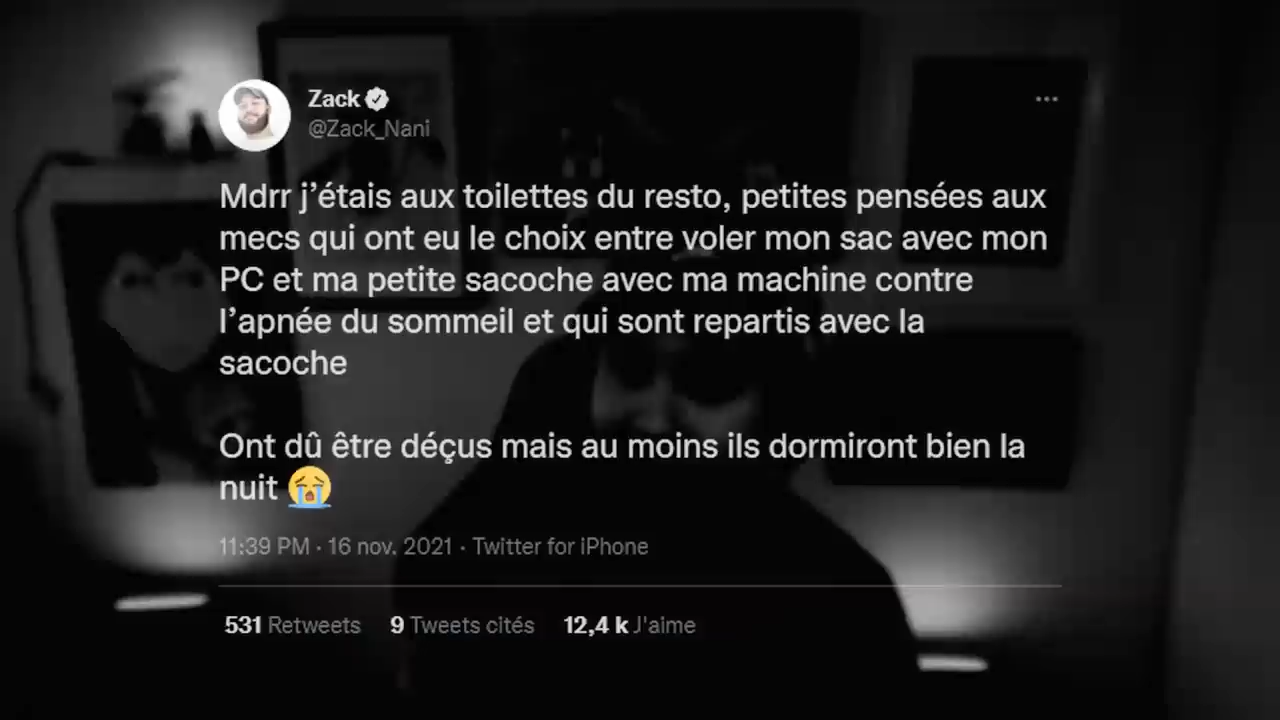 Zack
@Zack_Nani
Mdrr j’étais aux toilettes du resto, petites pensées aux
mecs qui ont eu le choix entre voler mon sac avec mon
PC et ma petite sacoche avec ma machine contre
l’apnée du sommeil et qui sont repartis avec la
sacoche
Ont dû être déçus mais au moins ils dormiront bien la
nuit 😭
11:39 PM · 16 nov. 2021 · Twitter for iPhone
531 Retweets 9 Tweets cités 12,4 k J'aime